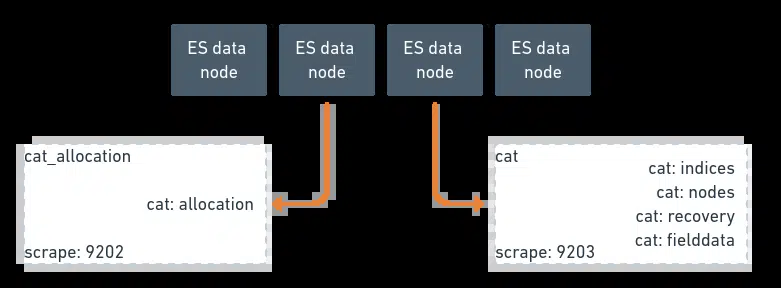 ES data
node
ES data
node
ES data
node
ES data
node
cat_allocation
cat: allocation
scrape: 9202
cat
cat: indices
cat: nodes
cat: recovery
cat: fielddata
scrape: 9203